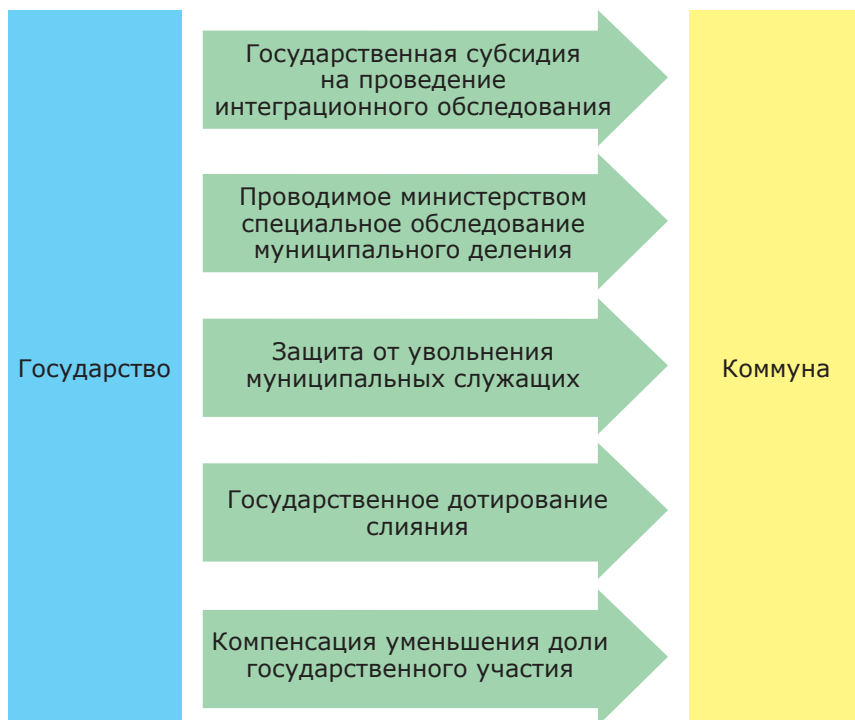 Государственная субсидия
на проведение
интеграционного обследования
Проводимое министерством
специальное обследование
муниципального деления
Государство
Защита от увольнения
муниципальных служащих
Коммуна
Государственное дотирование
слияния
Компенсация уменьшения доли
государственного участия